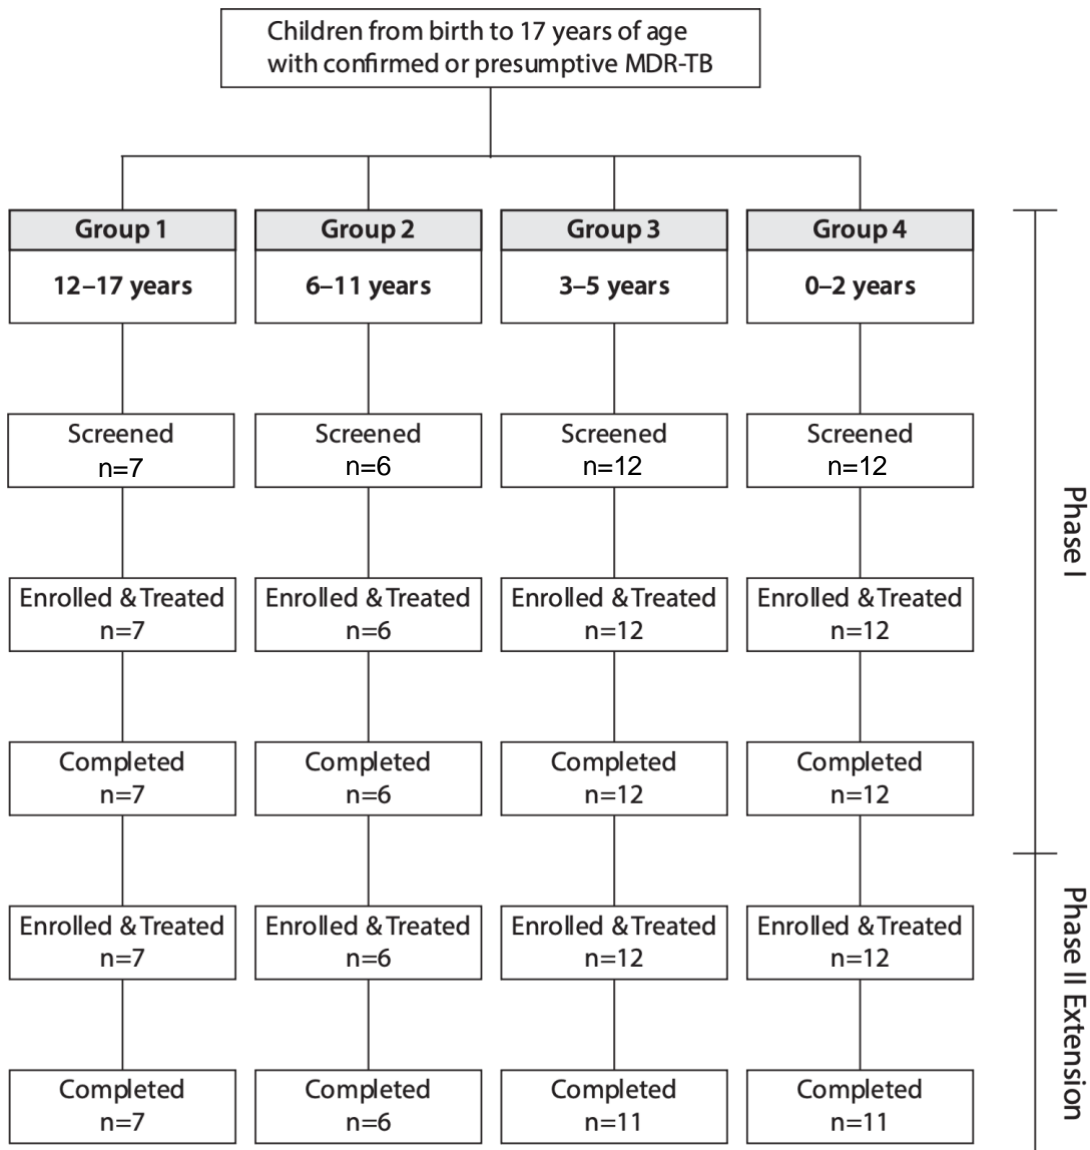 Children from birth to 17 years of age
with confirmed or presumptive MDR-TB
Group 1
Group 2
Group 3
Group 4
12–17 years
6–11 years
3–5 years
0–2 years
Screened
n=7
Screened
n=6
Screened
n=12
Screened
n=12
Enrolled & Treated
n=7
Enrolled & Treated
n=6
Enrolled & Treated
n=12
Enrolled & Treated
n=12
Completed
n=7
Completed
n=6
Completed
n=12
Completed
n=12
Phase I
Enrolled & Treated
n=7
Enrolled & Treated
n=6
Enrolled & Treated
n=12
Enrolled & Treated
n=12
Completed
n=7
Completed
n=6
Completed
n=11
Completed
n=11
Phase II Extension